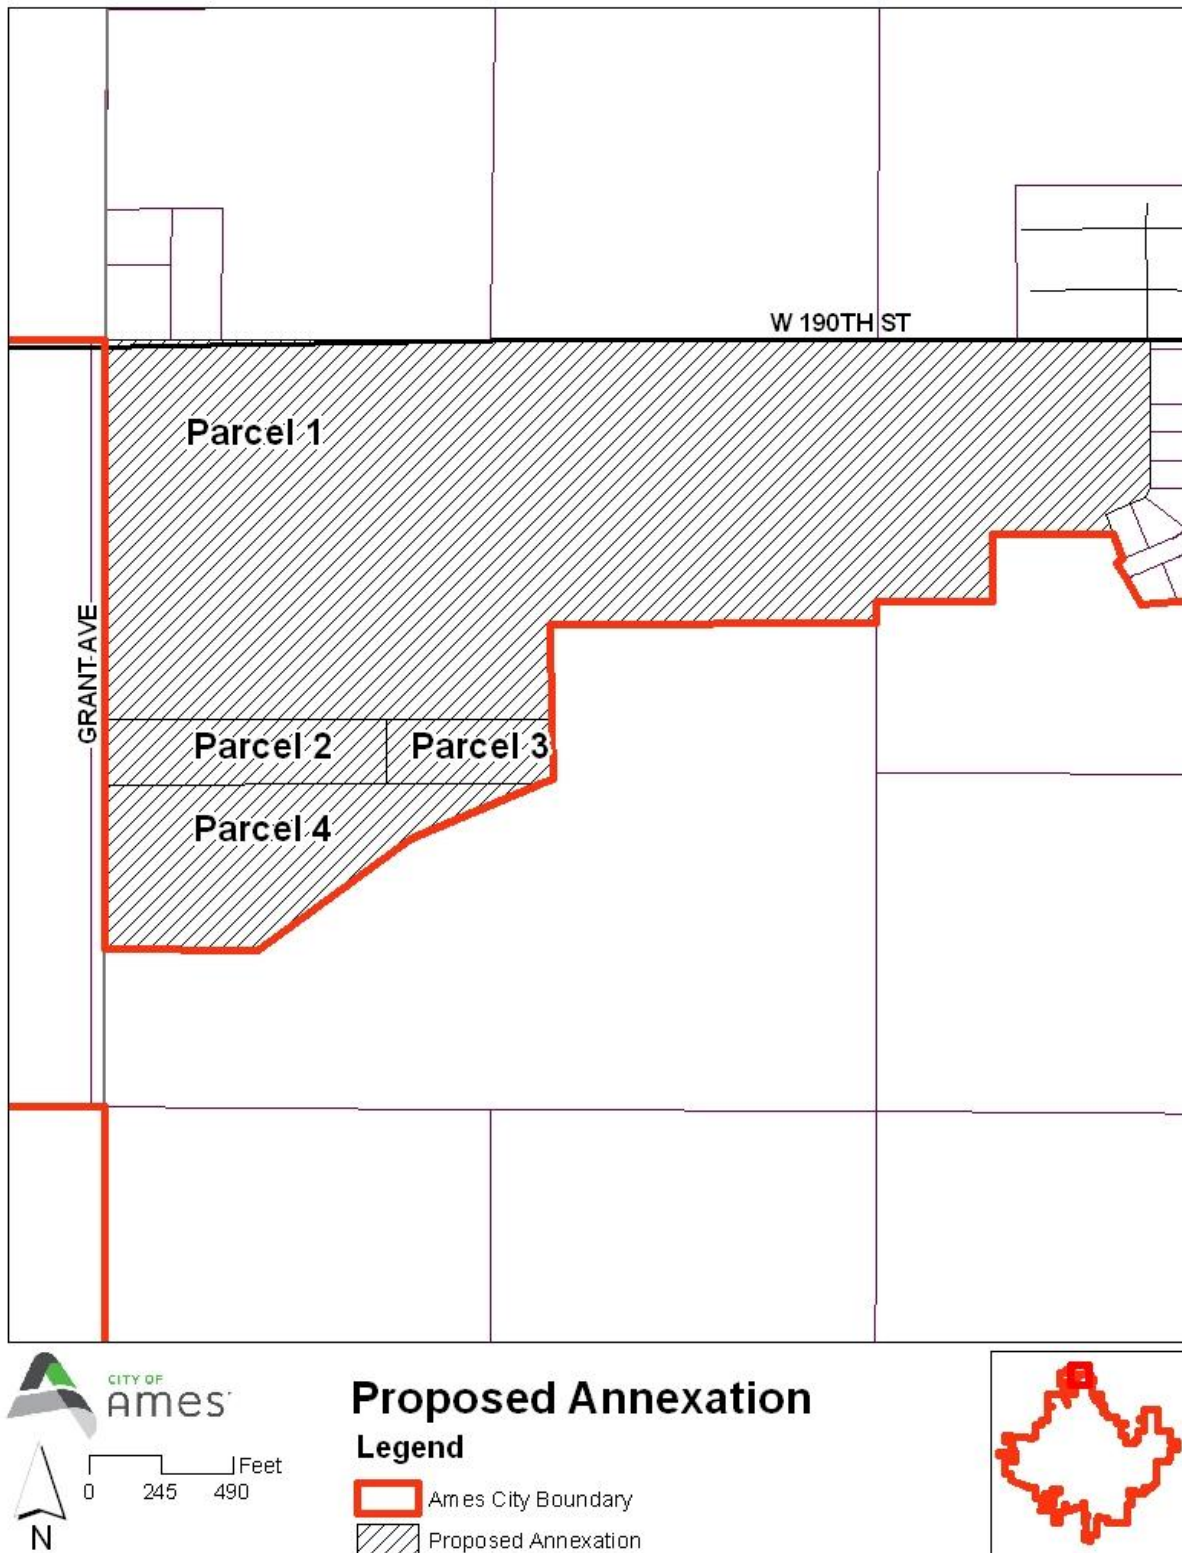 W 190TH ST
Parcel 1
GRANT AVE
Parcel 2
Parcel 3
Parcel 4
CITY OF
Ames
Proposed Annexation
Legend
Feet
0 245 490
Ames City Boundary
N
Proposed Annexation